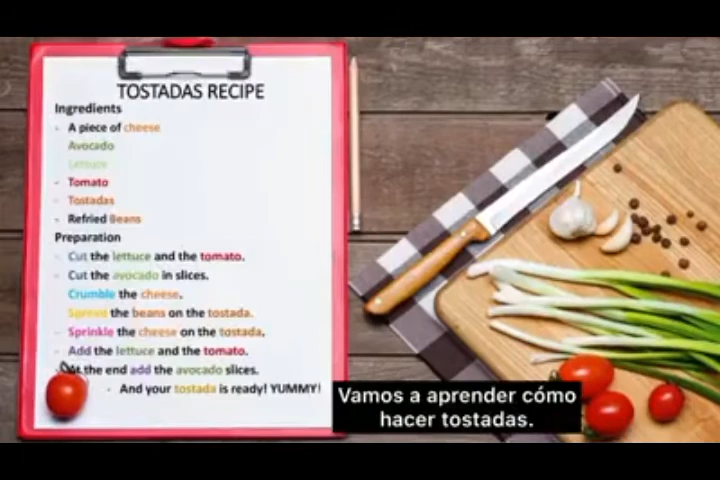 TOSTADAS RECIPE
Ingredients
- A piece of cheese
Avocado
Lettuce
- Tomato
- Tostadas
- Refried Beans
Preparation
- Cut the lettuce and the tomato.
- Cut the avocado in slices.
Crumble the cheese.
Spread the beans on the tostada.
- Sprinkle the cheese on the tostada.
- Add the lettuce and the tomato.
At the end add the avocado slices.
- And your tostada is ready! YUMMY!
Vamos a aprender cómo
hacer tostadas.